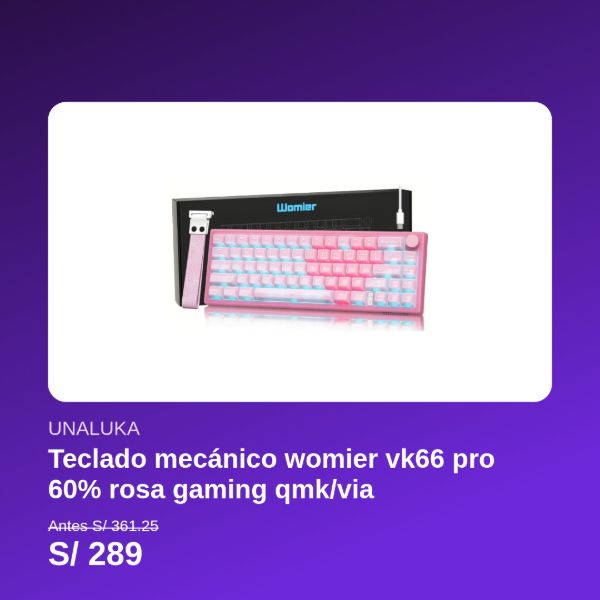 Womier
UNALUKA
Teclado mecánico womier vk66 pro
60% rosa gaming qmk/via
Antes S/ 361.25
S/ 289